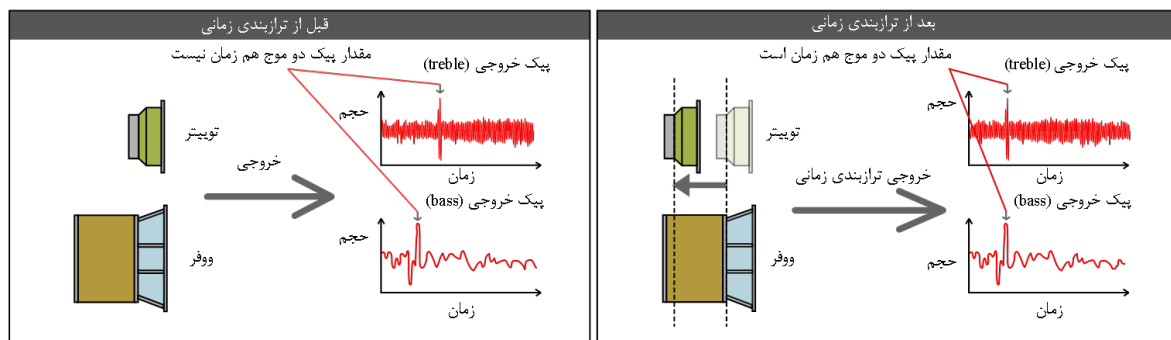 قبل از ترازبندی زمانی
مقدار پیک دو موج هم زمان نیست
پیک خروجی (treble)
حجم
توییتر
زمان
خروجی
پیک خروجی (bass)
حجم
ووفر
زمان
بعد از ترازبندی زمانی
مقدار پیک دو موج هم زمان است
پیک خروجی (treble)
حجم
توییتر
زمان
خروجی ترازبندی زمانی
پیک خروجی (bass)
حجم
ووفر
زمان